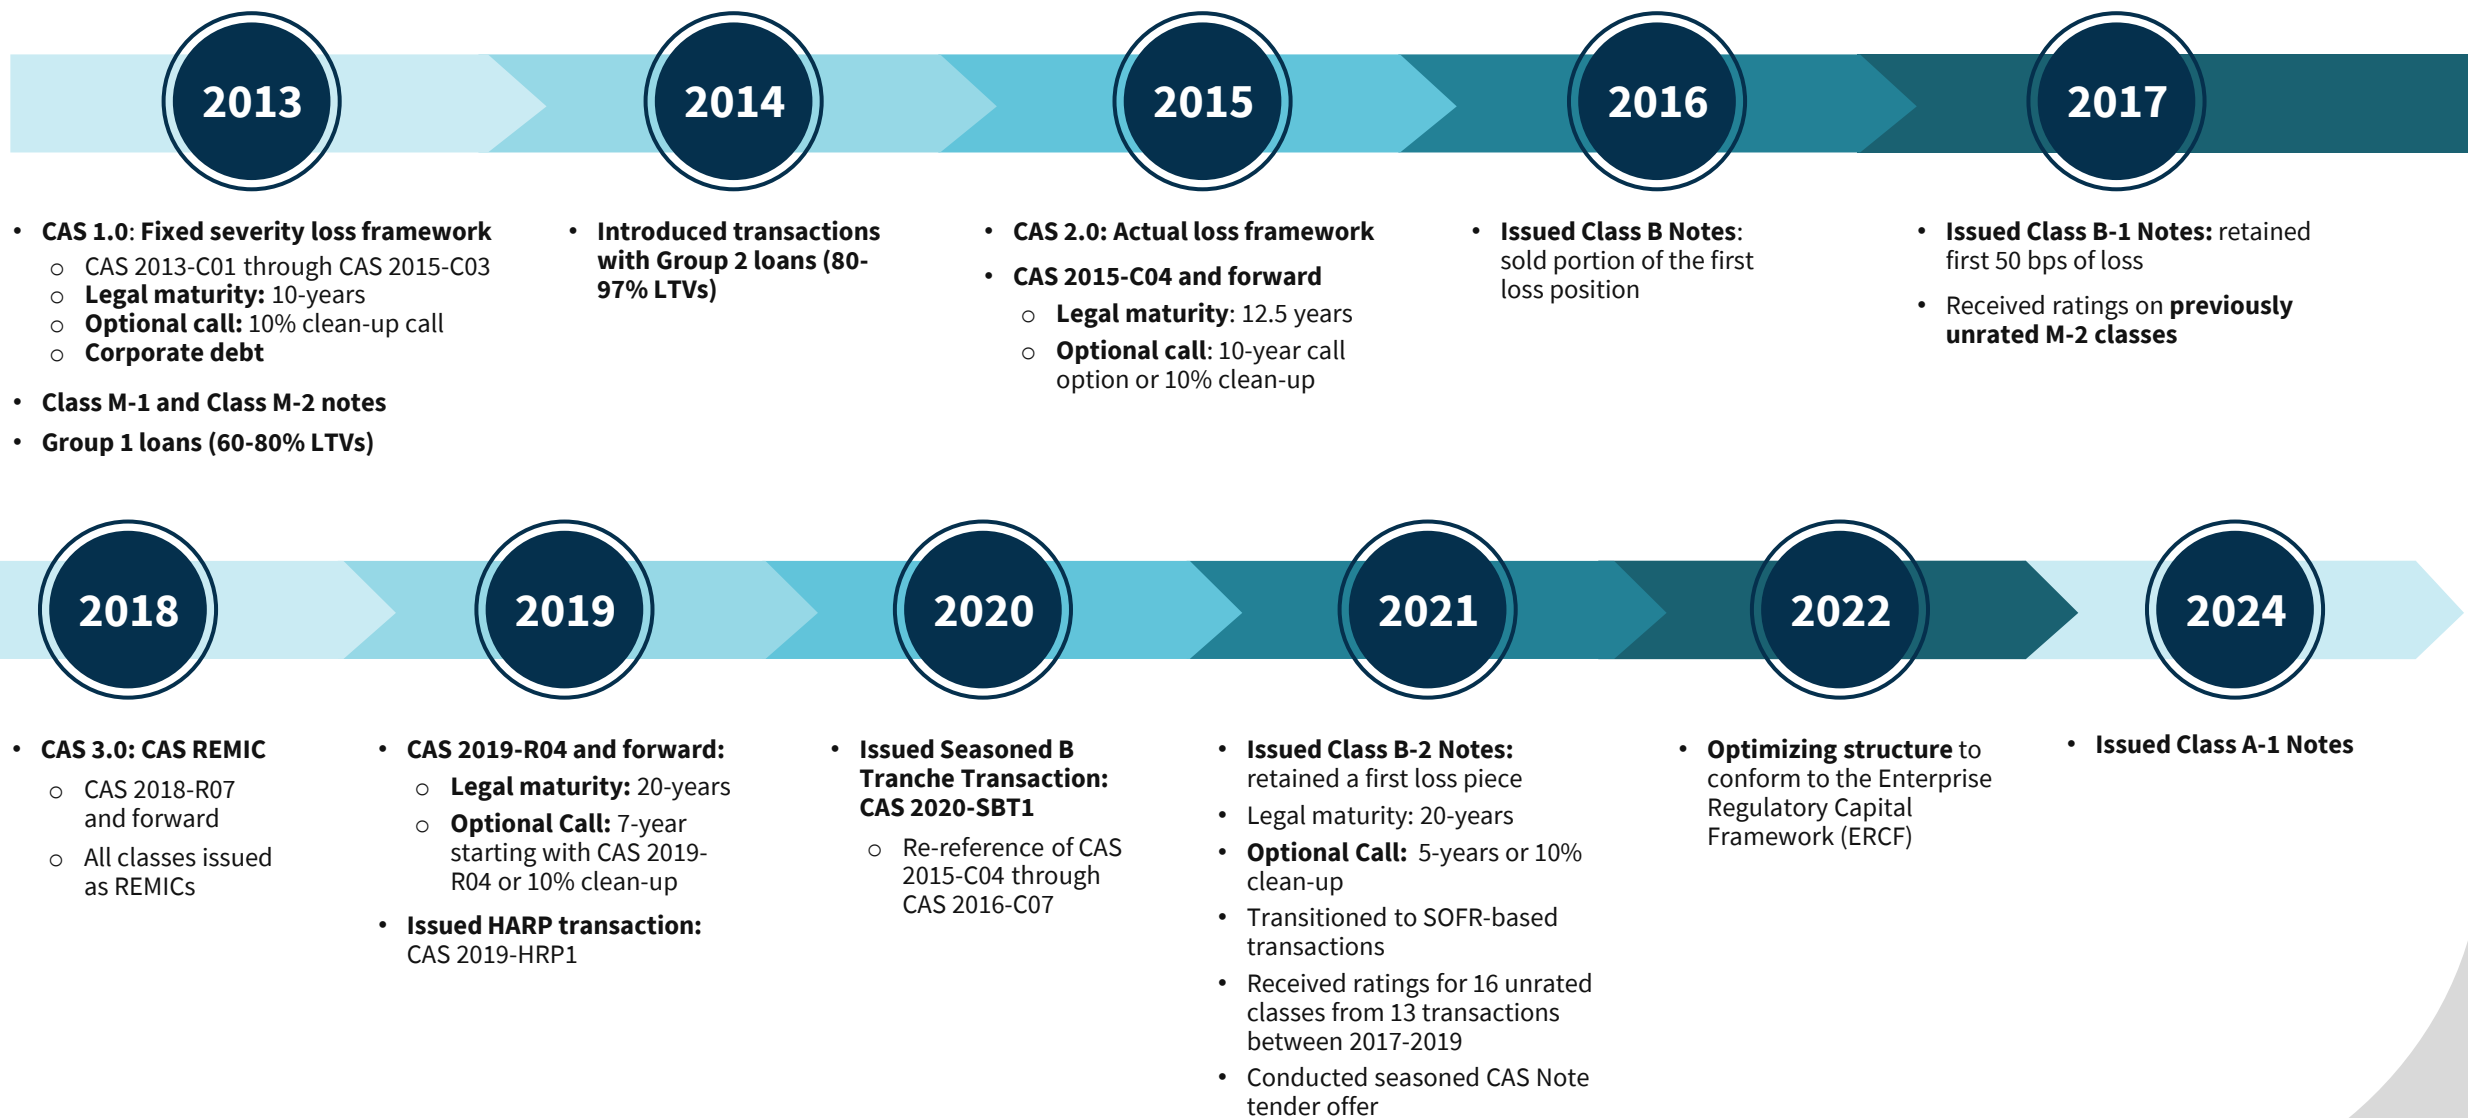 2013
2014
2015
2016
2017
• CAS 1.0: Fixed severity loss framework
○ CAS 2013-C01 through CAS 2015-C03
○ Legal maturity: 10-years
○ Optional call: 10% clean-up call
○ Corporate debt
• Class M-1 and Class M-2 notes
• Group 1 loans (60-80% LTVs)
• Introduced transactions
with Group 2 loans (80-
97% LTVs)
• CAS 2.0: Actual loss framework
• CAS 2015-C04 and forward
○ Legal maturity: 12.5 years
○ Optional call: 10-year call
option or 10% clean-up
• Issued Class B Notes:
sold portion of the first
loss position
• Issued Class B-1 Notes: retained
first 50 bps of loss
• Received ratings on previously
unrated M-2 classes
2018
2019
2020
2021
2022
2024
• CAS 3.0: CAS REMIC
○ CAS 2018-R07
and forward
○ All classes issued
as REMICs
• CAS 2019-R04 and forward:
○ Legal maturity: 20-years
○ Optional Call: 7-year
starting with CAS 2019-
R04 or 10% clean-up
• Issued HARP transaction:
CAS 2019-HRP1
• Issued Seasoned B
Tranche Transaction:
CAS 2020-SBT1
○ Re-reference of CAS
2015-C04 through
CAS 2016-C07
• Issued Class B-2 Notes:
retained a first loss piece
• Legal maturity: 20-years
• Optional Call: 5-years or 10%
clean-up
• Transitioned to SOFR-based
transactions
• Received ratings for 16 unrated
classes from 13 transactions
between 2017-2019
• Conducted seasoned CAS Note
tender offer
• Optimizing structure to
conform to the Enterprise
Regulatory Capital
Framework (ERCF)
• Issued Class A-1 Notes